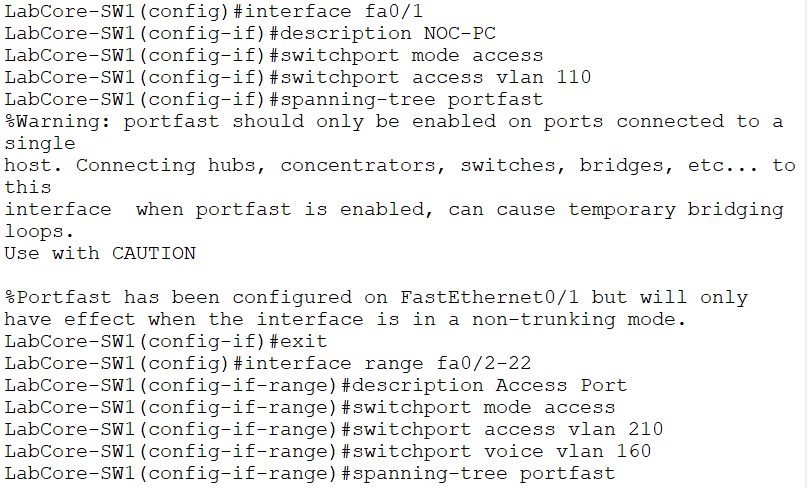 LabCore-SW1(config)#interface fa0/1
LabCore-SW1(config-if)#description NOC-PC
LabCore-SW1(config-if)#switchport mode access
LabCore-SW1(config-if)#switchport access vlan 110
LabCore-SW1(config-if)#spanning-tree portfast
%Warning: portfast should only be enabled on ports connected to a
single
host. Connecting hubs, concentrators, switches, bridges, etc... to
this
interface  when portfast is enabled, can cause temporary bridging
loops.
Use with CAUTION

%Portfast has been configured on FastEthernet0/1 but will only
have effect when the interface is in a non-trunking mode.
LabCore-SW1(config-if)#exit
LabCore-SW1(config)#interface range fa0/2-22
LabCore-SW1(config-if-range)#description Access Port
LabCore-SW1(config-if-range)#switchport mode access
LabCore-SW1(config-if-range)#switchport access vlan 210
LabCore-SW1(config-if-range)#switchport voice vlan 160
LabCore-SW1(config-if-range)#spanning-tree portfast